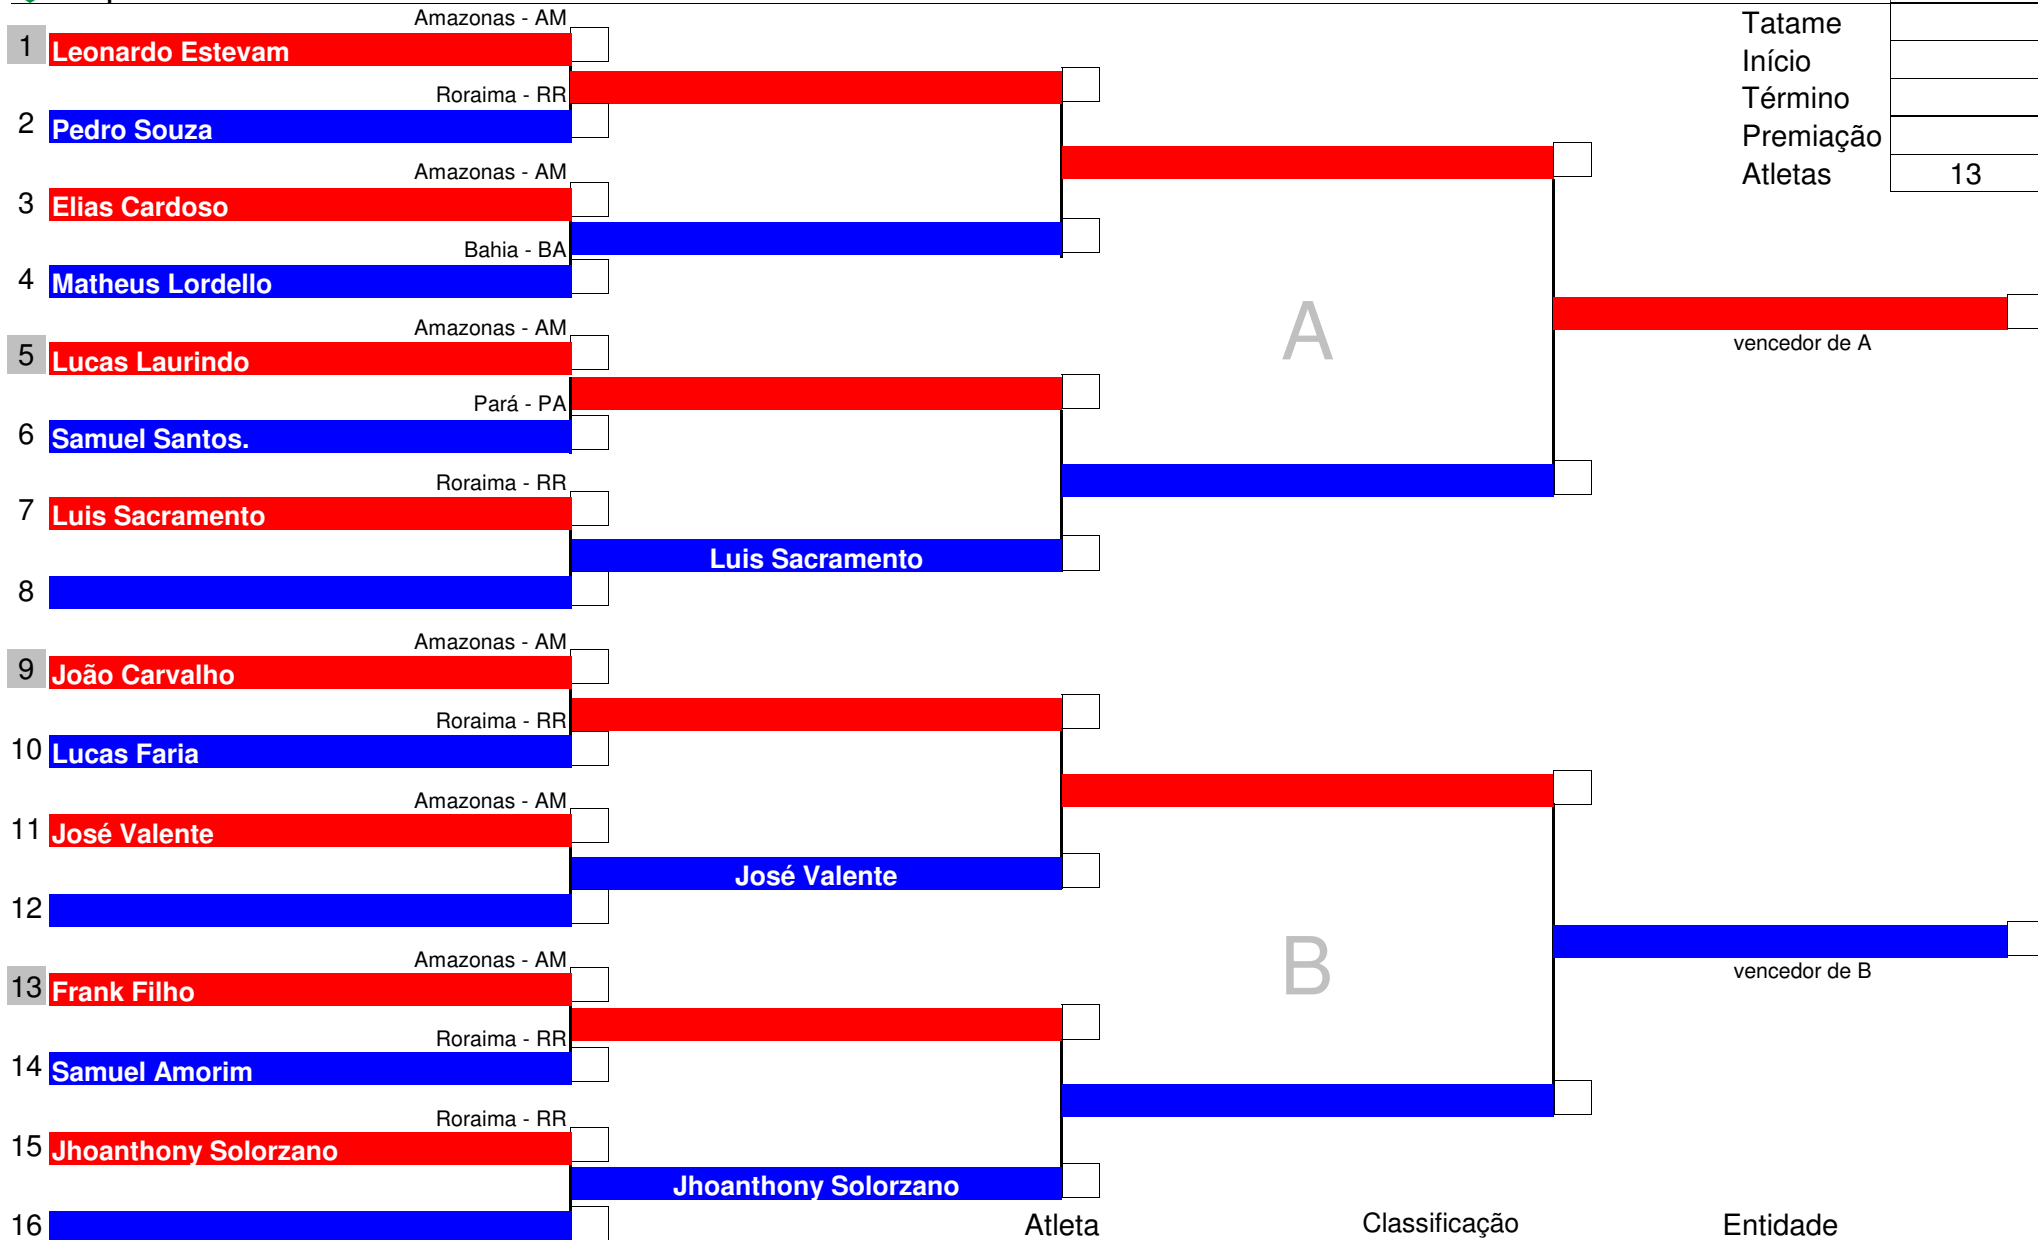 Amazonas - AM
1 Leonardo Estevam
Roraima - RR
2 Pedro Souza
Amazonas - AM
3 Elias Cardoso
Bahia - BA
4 Matheus Lordello
Amazonas - AM
5 Lucas Laurindo
Pará - PA
6 Samuel Santos.
Roraima - RR
7 Luis Sacramento
Luis Sacramento
8
Amazonas - AM
9 João Carvalho
Roraima - RR
10 Lucas Faria
Amazonas - AM
11 José Valente
José Valente
12
Amazonas - AM
13 Frank Filho
Roraima - RR
14 Samuel Amorim
Roraima - RR
15 Jhoanthony Solorzano
Jhoanthony Solorzano
16
A
B
Tatame
Início
Término
Premiação
Atletas 13
vencedor de A
vencedor de B
Atleta Classificação Entidade